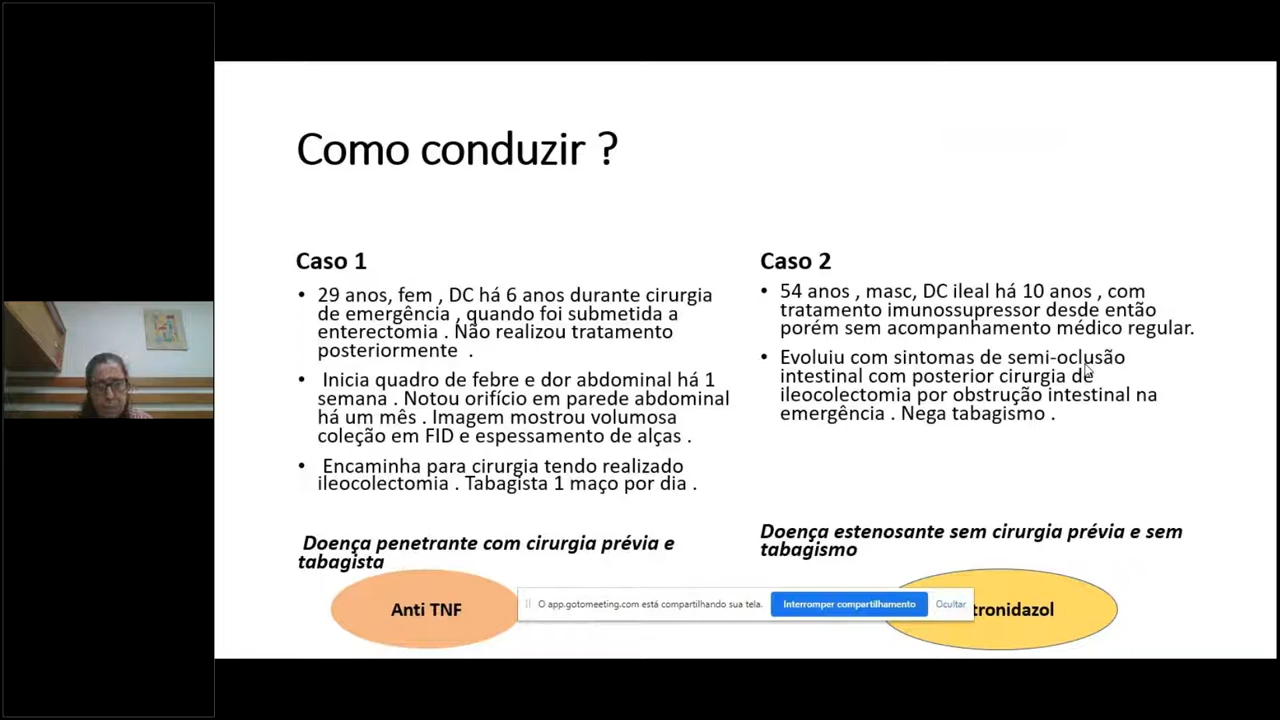 Como conduzir ?
Caso 1
• 29 anos, fem , DC há 6 anos durante cirurgia
de emergência , quando foi submetida a
enterectomia . Não realizou tratamento
posteriormente .
• Inicia quadro de febre e dor abdominal há 1
semana . Notou orifício em parede abdominal
há um mês . Imagem mostrou volumosa
coleção em FID e espessamento de alças .
• Encaminha para cirurgia tendo realizado
ileocolectomia . Tabagista 1 maço por dia .
Doença penetrante com cirurgia prévia e
tabagista
Anti TNF
Caso 2
• 54 anos , masc, DC ileal há 10 anos , com
tratamento imunossupressor desde então
porém sem acompanhamento médico regular.
• Evoluiu com sintomas de semi-oclusão
intestinal com posterior cirurgia de
ileocolectomia por obstrução intestinal na
emergência . Nega tabagismo .
Doença estenosante sem cirurgia prévia e sem
tabagismo
tronidazol
O app.gotomeeting.com está compartilhando sua tela.
Interromper compartilhamento
Ocultar